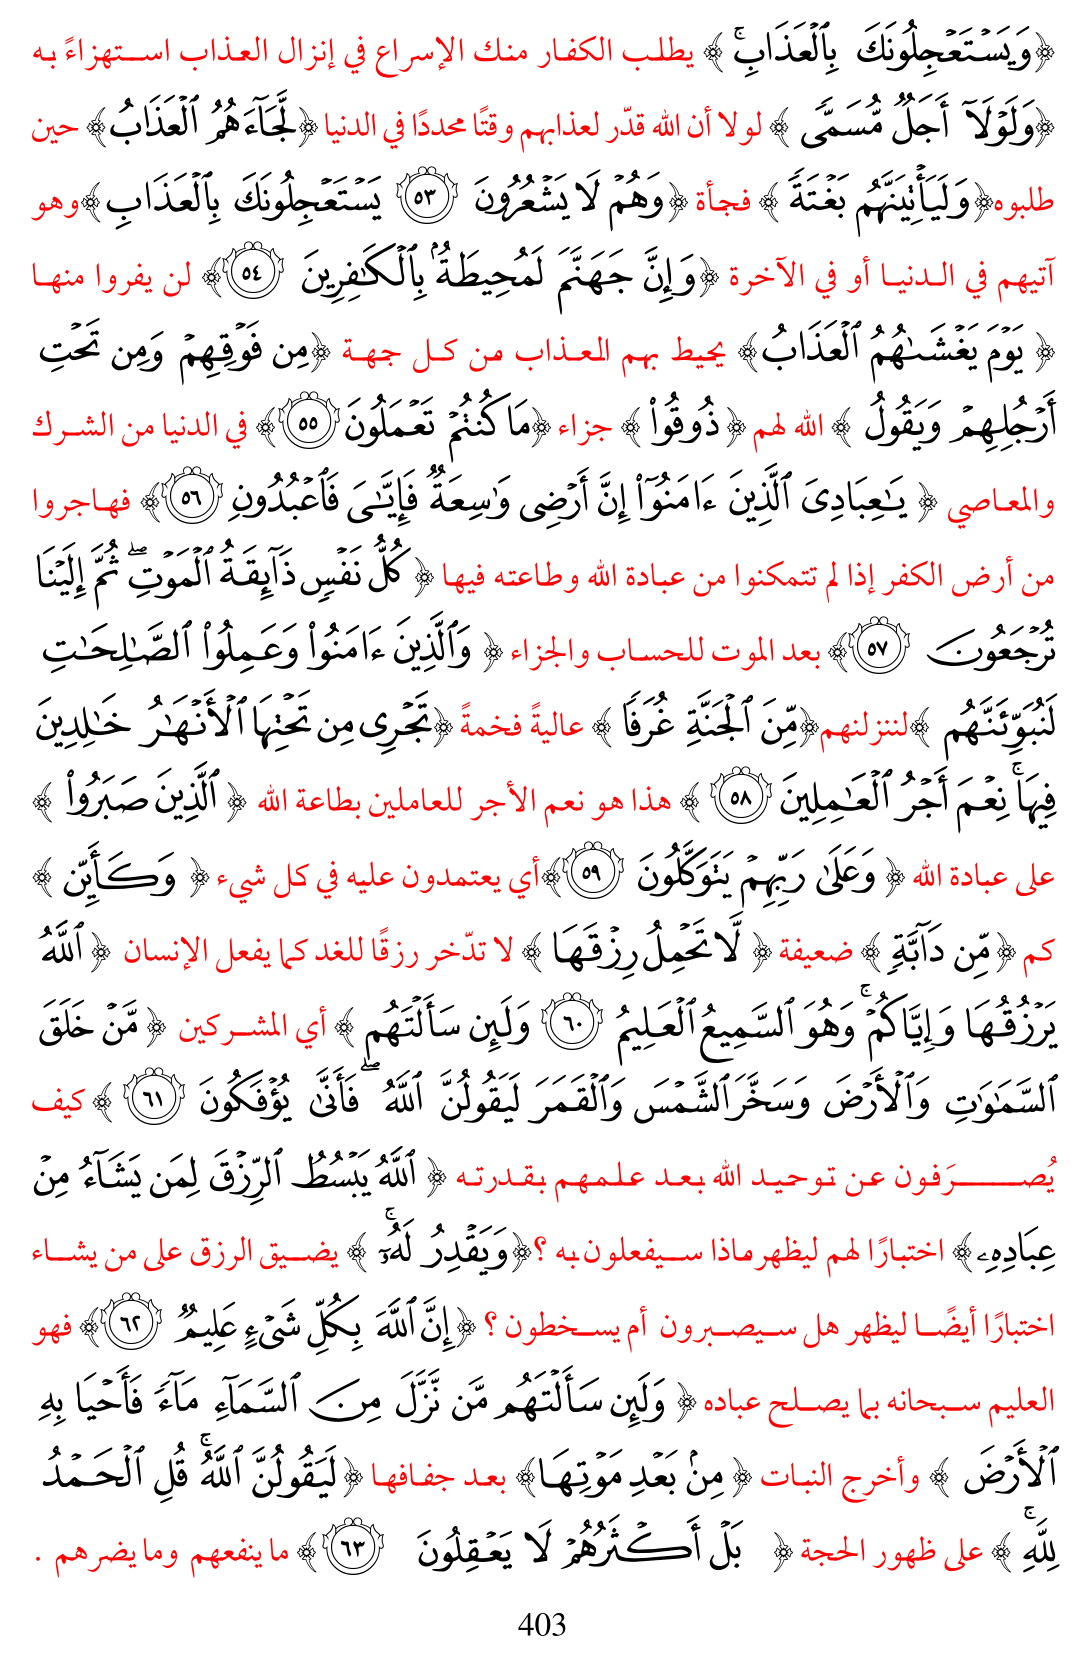 ﴿وَيَسْتَعْجِلُونَكَ بِٱلْعَذَابِ ۚ ﴾ يطلب الكفار منك الإسراع في إنزال العذاب استهزاءً به
﴿وَلَوْلَآ أَجَلٌ مُّسَمًّى ﴾ لولا أن الله قدّر لعذابهم وقتًا محددًا في الدنيا ﴿لَّجَآءَهُمُ ٱلْعَذَابُ﴾ حين
طلبوه ﴿وَلَيَأْتِيَنَّهُم بَغْتَةً ﴾ فجأة ﴿وَهُمْ لَا يَشْعُرُونَ ٥٣ يَسْتَعْجِلُونَكَ بِٱلْعَذَابِ﴾ وهو
آتيهم في الدنيا أو في الآخرة ﴿وَإِنَّ جَهَنَّمَ لَمُحِيطَةٌۢ بِٱلْكَٰفِرِينَ ٥٤﴾ لن يفروا منها
﴿ يَوْمَ يَغْشَىٰهُمُ ٱلْعَذَابُ﴾ يحيط بهم العذاب من كل جهة ﴿مِن فَوْقِهِمْ وَمِن تَحْتِ
أَرْجُلِهِمْ وَيَقُولُ ﴾ الله لهم ﴿ ذُوقُوا۟ ﴾ جزاء ﴿مَا كُنتُمْ تَعْمَلُونَ ٥٥﴾ في الدنيا من الشرك
والمعاصي ﴿ يَٰعِبَادِىَ ٱلَّذِينَ ءَامَنُوٓا۟ إِنَّ أَرْضِى وَٰسِعَةٌ فَإِيَّٰىَ فَٱعْبُدُونِ ٥٦﴾ فهاجروا
من أرض الكفر إذا لم تتمكنوا من عبادة الله وطاعته فيها ﴿ كُلُّ نَفْسٍ ذَآئِقَةُ ٱلْمَوْتِ ۖ ثُمَّ إِلَيْنَا
تُرْجَعُونَ ٥٧﴾ بعد الموت للحساب والجزاء ﴿ وَٱلَّذِينَ ءَامَنُوا۟ وَعَمِلُوا۟ ٱلصَّٰلِحَٰتِ
لَنُبَوِّئَنَّهُم ﴾لننزلنهم﴿مِّنَ ٱلْجَنَّةِ غُرَفًا ﴾ عاليةً فخمةً ﴿تَجْرِى مِن تَحْتِهَا ٱلْأَنْهَٰرُ خَٰلِدِينَ
فِيهَا ۚ نِعْمَ أَجْرُ ٱلْعَٰمِلِينَ ٥٨ ﴾ هذا هو نعم الأجر للعاملين بطاعة الله ﴿ ٱلَّذِينَ صَبَرُوا۟ ﴾
على عبادة الله ﴿ وَعَلَىٰ رَبِّهِمْ يَتَوَكَّلُونَ ٥٩﴾أي يعتمدون عليه في كل شيء ﴿ وَكَأَيِّن ﴾
كم ﴿مِّن دَآبَّةٍ ﴾ ضعيفة ﴿ لَّا تَحْمِلُ رِزْقَهَا ﴾ لا تدّخر رزقًا للغد كما يفعل الإنسان ﴿ ٱللَّهُ
يَرْزُقُهَا وَإِيَّاكُمْ ۚ وَهُوَ ٱلسَّمِيعُ ٱلْعَلِيمُ ٦٠ وَلَئِن سَأَلْتَهُم ﴾ أي المشركين ﴿ مَّنْ خَلَقَ
ٱلسَّمَٰوَٰتِ وَٱلْأَرْضَ وَسَخَّرَ ٱلشَّمْسَ وَٱلْقَمَرَ لَيَقُولُنَّ ٱللَّهُ ۖ فَأَنَّىٰ يُؤْفَكُونَ ٦١ ﴾ كيف
يُصرَفون عن توحيد الله بعد علمهم بقدرته ﴿ ٱللَّهُ يَبْسُطُ ٱلرِّزْقَ لِمَن يَشَآءُ مِنْ
عِبَادِهِۦ﴾ اختبارًا لهم ليظهر ماذا سيفعلون به ؟﴿وَيَقْدِرُ لَهُۥٓ ۚ ﴾ يضيق الرزق على من يشاء
اختبارًا أيضًا ليظهر هل سيصبرون أم يسخطون ؟ ﴿إِنَّ ٱللَّهَ بِكُلِّ شَىْءٍ عَلِيمٌ ٦٢﴾ فهو
العليم سبحانه بما يصلح عباده ﴿ وَلَئِن سَأَلْتَهُم مَّن نَّزَّلَ مِنَ ٱلسَّمَآءِ مَآءً فَأَحْيَا بِهِ
ٱلْأَرْضَ ﴾ وأخرج النبات ﴿ مِنۢ بَعْدِ مَوْتِهَا﴾ بعد جفافها ﴿ لَيَقُولُنَّ ٱللَّهُ ۚ قُلِ ٱلْحَمْدُ
لِلَّهِ ۚ ﴾ على ظهور الحجة ﴿ بَلْ أَكْثَرُهُمْ لَا يَعْقِلُونَ ٦٣﴾ ما ينفعهم وما يضرهم .
403